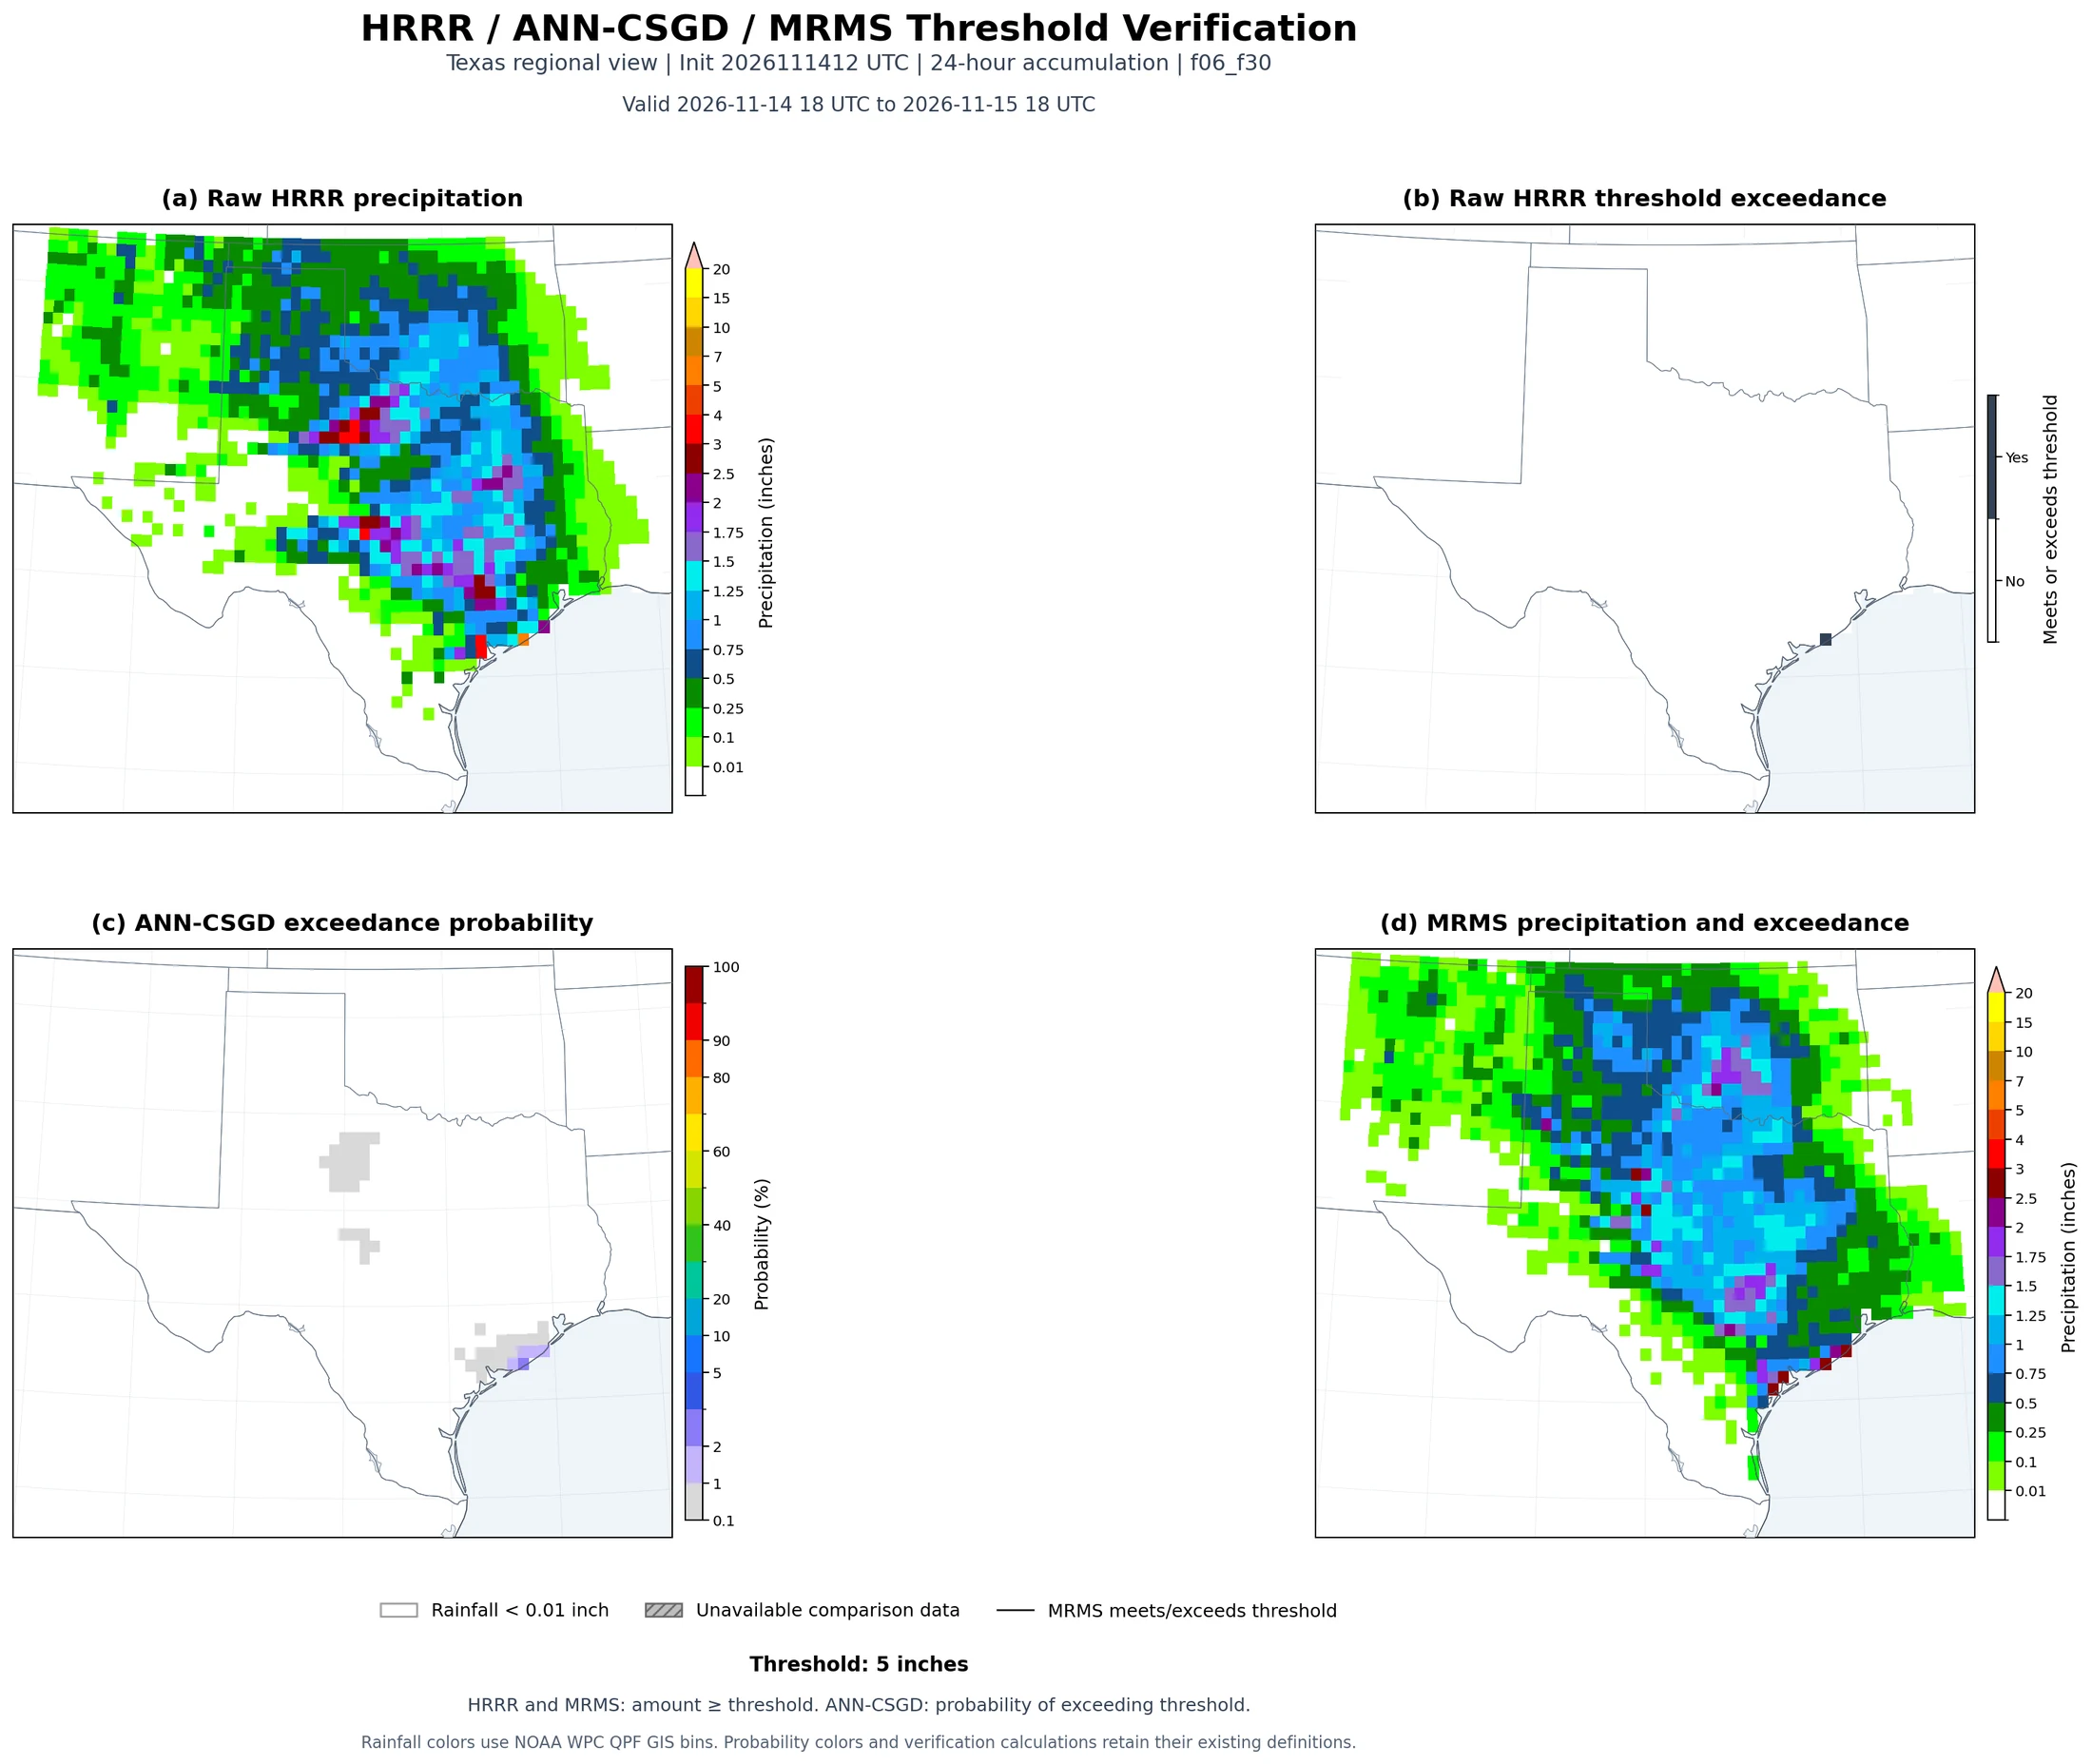 HRRR / ANN-CSGD / MRMS Threshold Verification
Texas regional view | Init 2026111412 UTC | 24-hour accumulation | f06_f30
Valid 2026-11-14 18 UTC to 2026-11-15 18 UTC
(a) Raw HRRR precipitation
20
15
10
7
5
4
3
2.5
2
1.75
1.5
1.25
1
0.75
0.5
0.25
0.1
0.01
Precipitation (inches)
(b) Raw HRRR threshold exceedance
Yes
No
Meets or exceeds threshold
(c) ANN-CSGD exceedance probability
100
90
80
60
40
20
10
5
2
1
0.1
Probability (%)
(d) MRMS precipitation and exceedance
20
15
10
7
5
4
3
2.5
2
1.75
1.5
1.25
1
0.75
0.5
0.25
0.1
0.01
Precipitation (inches)
Rainfall < 0.01 inch
Unavailable comparison data
MRMS meets/exceeds threshold
Threshold: 5 inches
HRRR and MRMS: amount ≥ threshold. ANN-CSGD: probability of exceeding threshold.
Rainfall colors use NOAA WPC QPF GIS bins. Probability colors and verification calculations retain their existing definitions.